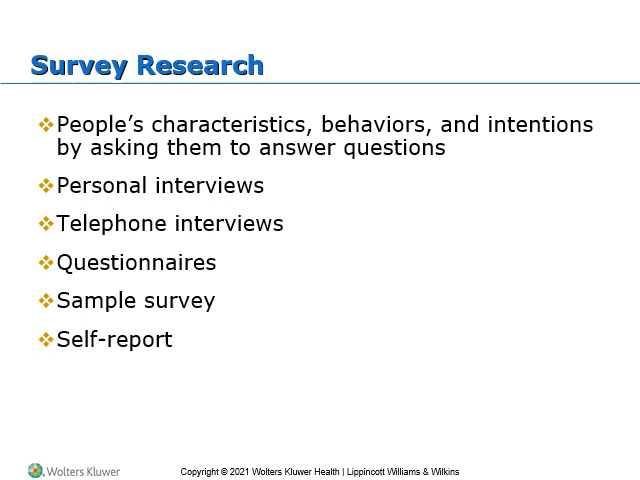 Survey Research
❖People’s characteristics, behaviors, and intentions
by asking them to answer questions
❖Personal interviews
❖Telephone interviews
❖Questionnaires
❖Sample survey
❖Self-report
Wolters Kluwer
Copyright © 2021 Wolters Kluwer Health | Lippincott Williams & Wilkins